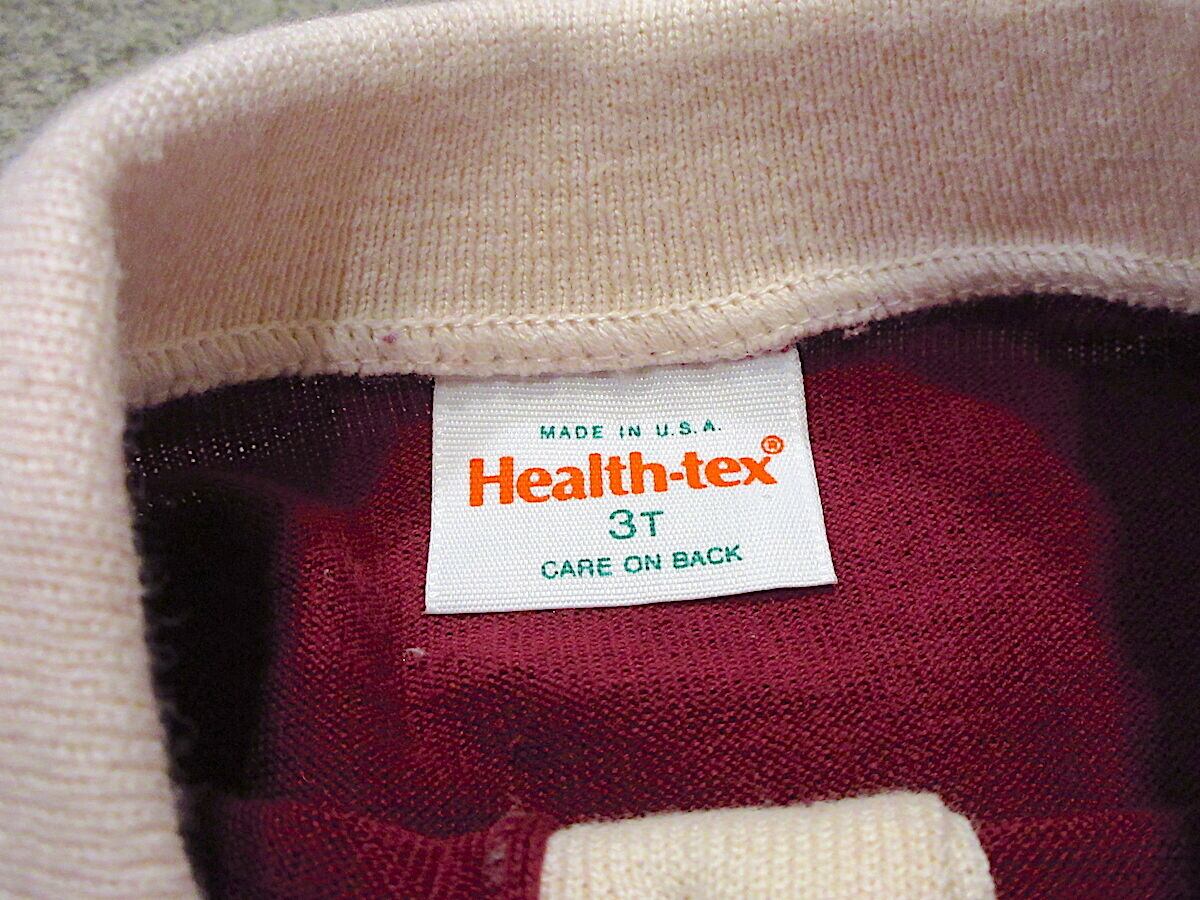 MADE IN U.S.A.
Health-tex®
3T
CARE ON BACK